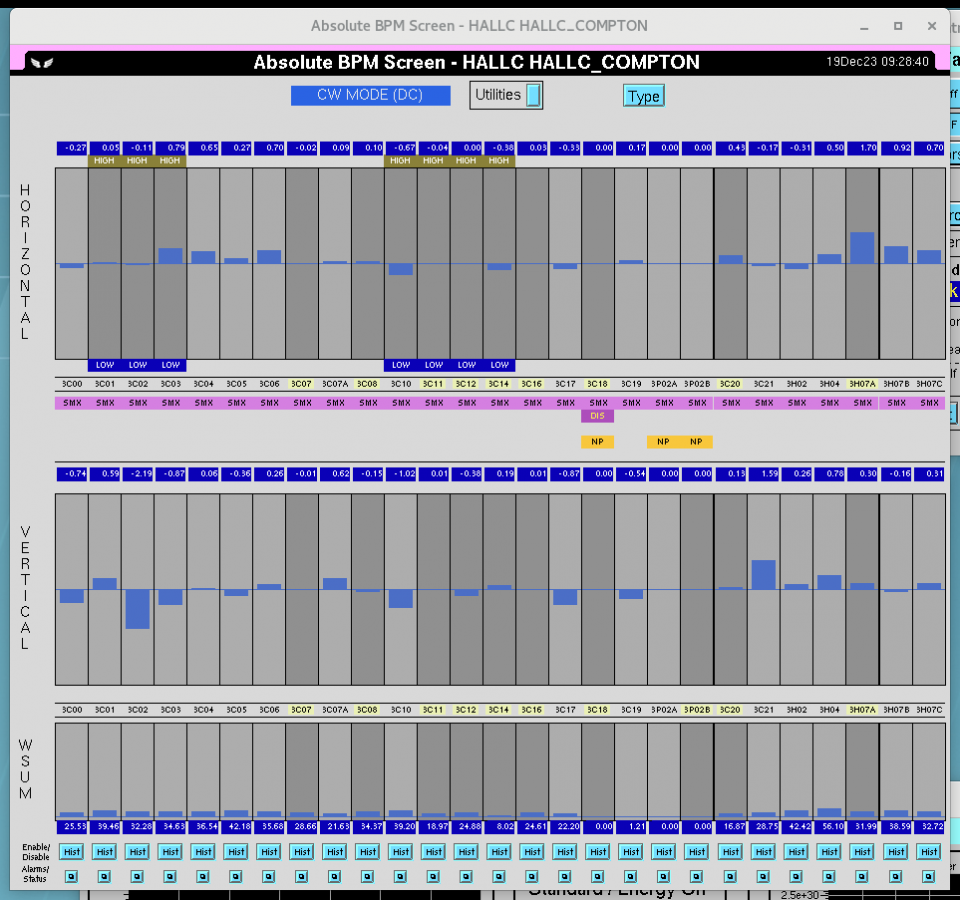 Absolute BPM Screen - HALLC HALLC_COMPTON
Absolute BPM Screen - HALLC HALLC_COMPTON
19Dec23 09:28:40
CW MODE (DC)
Utilities
Type
-0.27 0.05 -0.11 0.79 0.65 0.27 0.70 -0.02 0.09 0.10 -0.67 -0.04 0.00 -0.38 0.03 -0.33 0.00 0.17 0.00 0.00 0.43 -0.17 -0.31 0.50 1.70 0.92 0.70
HIGH HIGH HIGH HIGH HIGH HIGH HIGH
HORIZONTAL
LOW LOW LOW LOW LOW LOW LOW
3C00 3C01 3C02 3C03 3C04 3C05 3C06 3C07 3C07A 3C08 3C10 3C11 3C12 3C14 3C16 3C17 3C18 3C19 3P02A 3P02B 3C20 3C21 3H02 3H04 3H07A 3H07B 3H07C
SMX SMX SMX SMX SMX SMX SMX SMX SMX SMX SMX SMX SMX SMX SMX SMX SMX SMX SMX SMX SMX SMX SMX SMX SMX SMX SMX
DIS
NP NP NP
-0.74 0.59 -2.19 -0.87 0.06 -0.36 0.26 -0.01 0.62 -0.15 -1.02 0.01 -0.38 0.19 0.01 -0.87 0.00 -0.54 0.00 0.00 0.13 1.59 0.26 0.78 0.30 -0.16 0.31
VERTICAL
3C00 3C01 3C02 3C03 3C04 3C05 3C06 3C07 3C07A 3C08 3C10 3C11 3C12 3C14 3C16 3C17 3C18 3C19 3P02A 3P02B 3C20 3C21 3H02 3H04 3H07A 3H07B 3H07C
WSUM
25.53 39.46 32.28 34.63 36.54 42.18 35.68 28.66 21.63 34.37 39.20 18.97 24.88 8.02 24.61 22.20 0.00 1.21 0.00 0.00 16.87 28.75 42.42 56.10 31.99 38.59 32.72
Enable/
Disable
Hist Hist Hist Hist Hist Hist Hist Hist Hist Hist Hist Hist Hist Hist Hist Hist Hist Hist Hist Hist Hist Hist Hist Hist Hist Hist Hist
Alarms/
Status
Standard / Energy Off
2.5e+30